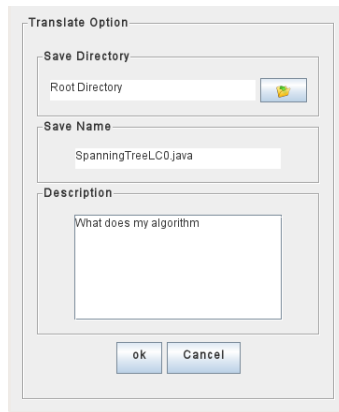 Translate Option
Save Directory
Root Directory
Save Name
SpanningTreeLC0.java
Description
What does my algorithm
ok Cancel